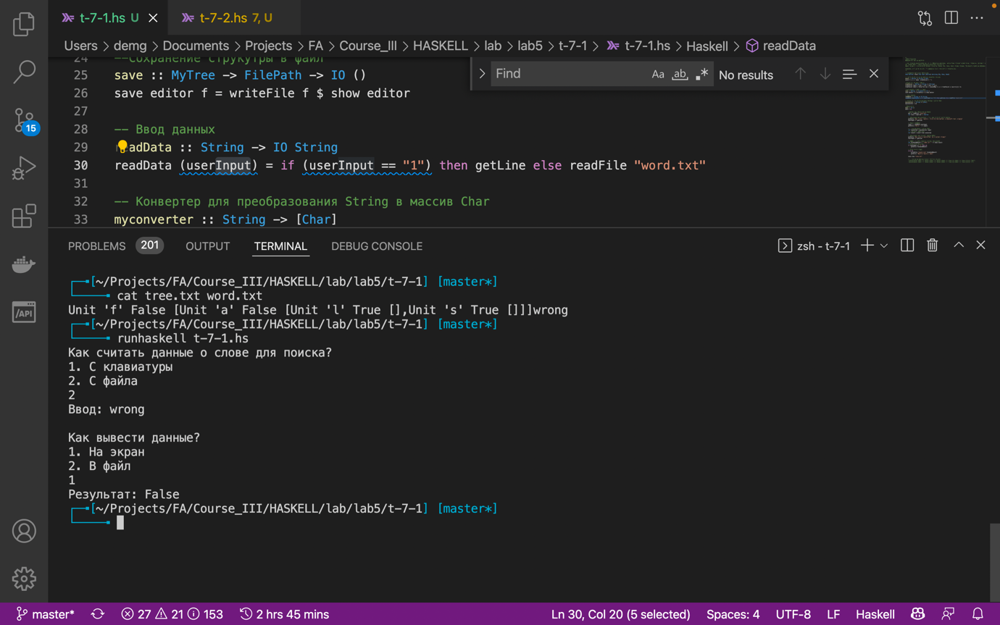 t-7-1.hs U
t-7-2.hs 7, U
Users > demg > Documents > Projects > FA > Course_III > HASKELL > lab > lab5 > t-7-1 > t-7-1.hs > Haskell > readData
24 --Сохранение струкутры в файл
Find Aa ab No results
25 save :: MyTree -> FilePath -> IO ()
26 save editor f = writeFile f $ show editor
27
28 -- Ввод данных
29 readData :: String -> IO String
30 readData (userInput) = if (userInput == "1") then getLine else readFile "word.txt"
31
32 -- Конвертер для преобразования String в массив Char
33 myconverter :: String -> [Char]
PROBLEMS 201 OUTPUT TERMINAL DEBUG CONSOLE zsh - t-7-1
[~/Projects/FA/Course_III/HASKELL/lab/lab5/t-7-1] [master*]
cat tree.txt word.txt
Unit 'f' False [Unit 'a' False [Unit 'l' True [],Unit 's' True []]]wrong
[~/Projects/FA/Course_III/HASKELL/lab/lab5/t-7-1] [master*]
runhaskell t-7-1.hs
Как считать данные о слове для поиска?
1. С клавиатуры
2. С файла
2
Ввод: wrong
Как вывести данные?
1. На экран
2. В файл
1
Результат: False
[~/Projects/FA/Course_III/HASKELL/lab/lab5/t-7-1] [master*]
15
/API
master* 27 21 153 2 hrs 45 mins Ln 30, Col 20 (5 selected) Spaces: 4 UTF-8 LF Haskell